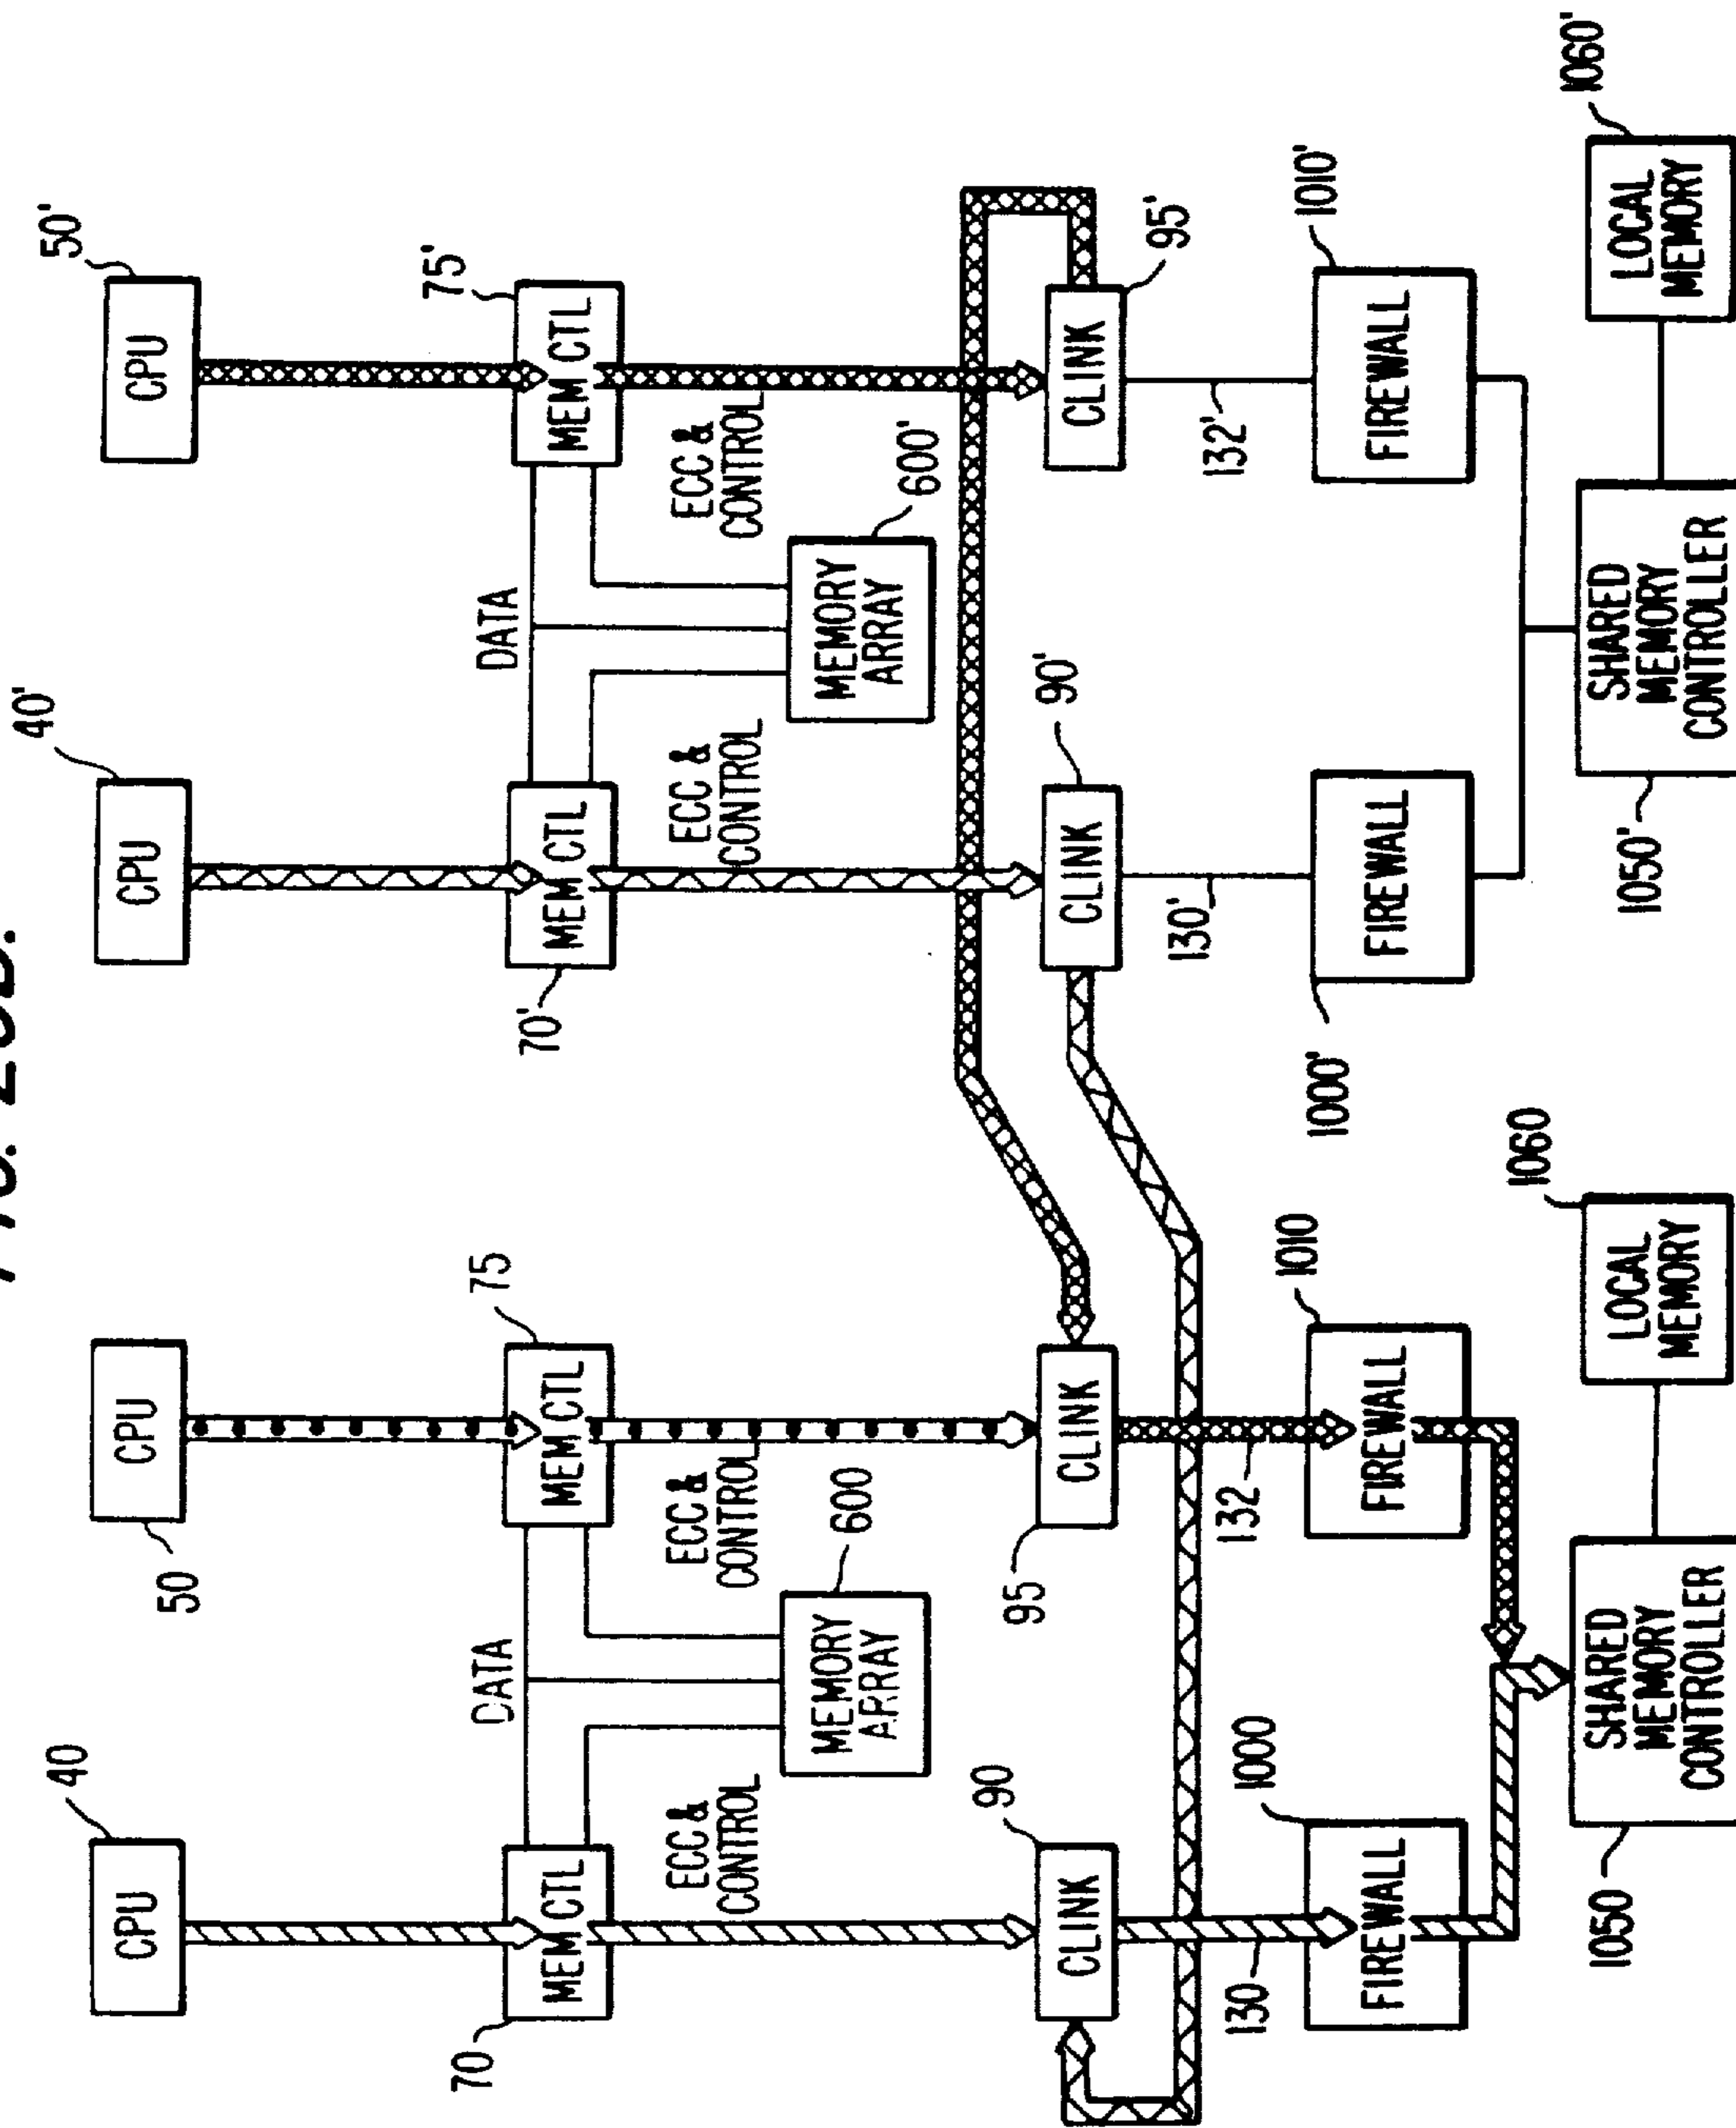 40
50
40'
50'
CPU
CPU
CPU
CPU
70
MEM CTL
DATA
MEM CTL
75
70'
MEM CTL
DATA
MEM CTL
75'
ECC &
CONTROL
ECC &
CONTROL
ECC &
CONTROL
ECC &
CONTROL
MEMORY
ARRAY
600
MEMORY
ARRAY
600'
90
CLINK
95
CLINK
90'
CLINK
95'
CLINK
130
132
130'
132'
1000
FIREWALL
1010
FIREWALL
1000'
FIREWALL
1010'
FIREWALL
1050
SHARED
MEMORY
CONTROLLER
1060
LOCAL
MEMORY
1050'
SHARED
MEMORY
CONTROLLER
1060'
LOCAL
MEMORY